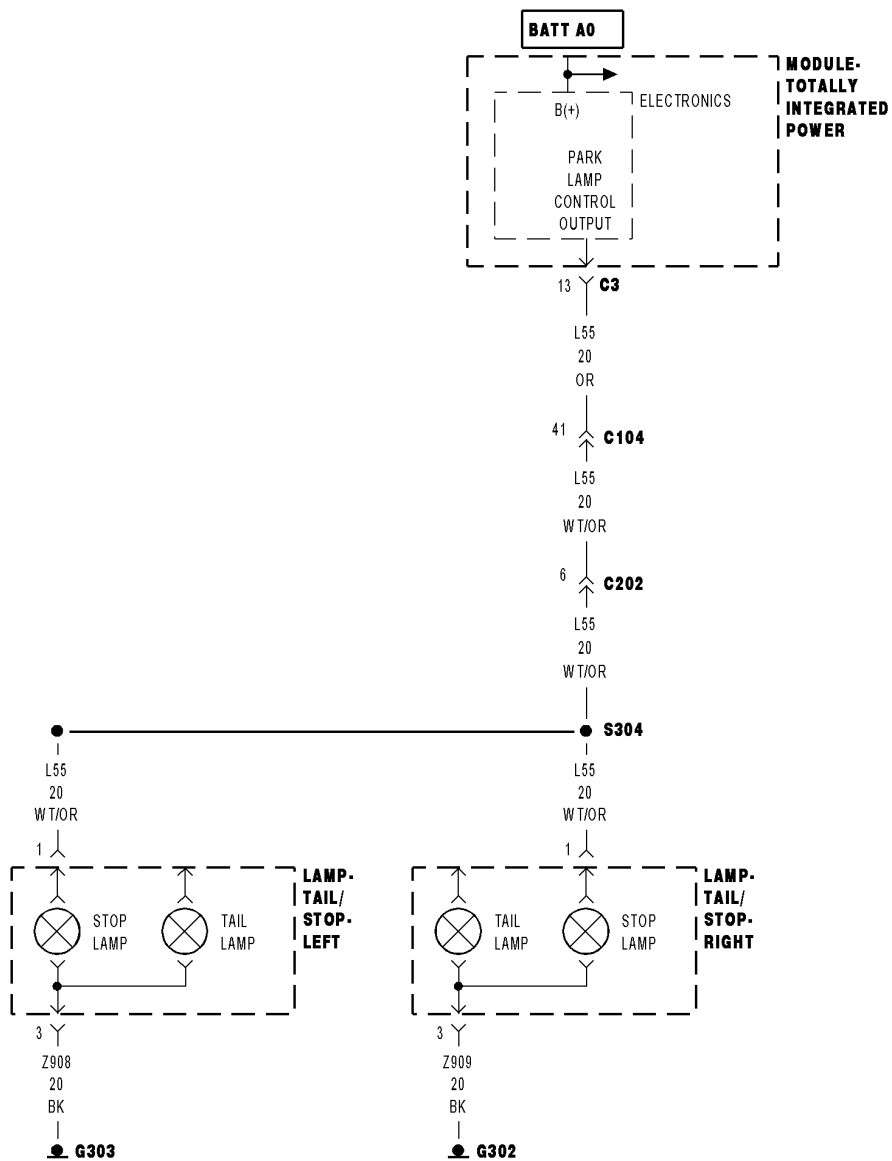 BATT A0
MODULE-
TOTALLY
INTEGRATED
POWER
ELECTRONICS
B(+)
PARK
LAMP
CONTROL
OUTPUT
13 C3
L55
20
OR
41 C104
L55
20
WT/OR
6 C202
L55
20
WT/OR
S304
L55
20
WT/OR
1
L55
20
WT/OR
1
STOP
LAMP
TAIL
LAMP
LAMP-
TAIL/
STOP-
LEFT
TAIL
LAMP
STOP
LAMP
LAMP-
TAIL/
STOP-
RIGHT
3
Z908
20
BK
G303
3
Z909
20
BK
G302